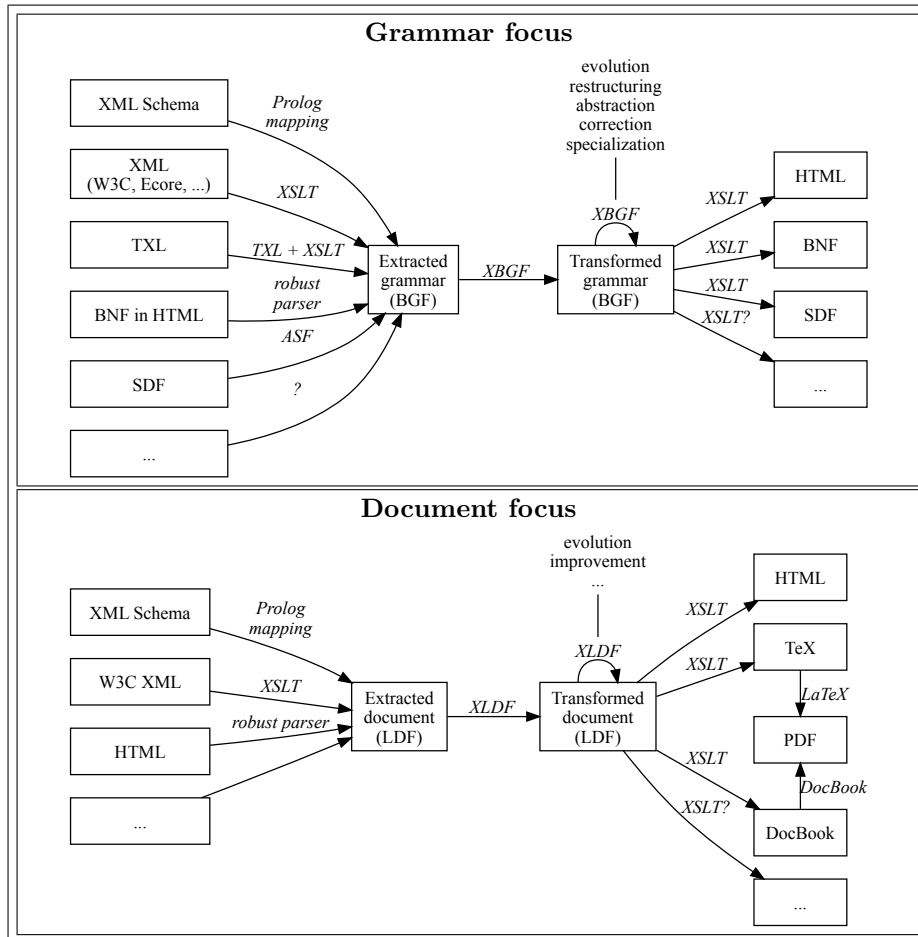 Grammar focus
evolution
restructuring
abstraction
correction
specialization
XML Schema
Prolog
mapping
XML
(W3C, Ecore, ...)
XSLT
TXL
TXL + XSLT
BNF in HTML
robust
parser
SDF
ASF
...
?
Extracted
grammar
(BGF)
XBGF
XBGF
Transformed
grammar
(BGF)
XSLT
HTML
XSLT
BNF
XSLT
SDF
XSLT?
...
Document focus
evolution
improvement
...
XML Schema
Prolog
mapping
W3C XML
XSLT
HTML
robust parser
...
Extracted
document
(LDF)
XLDF
XLDF
Transformed
document
(LDF)
XSLT
HTML
XSLT
TeX
LaTeX
PDF
DocBook
XSLT
DocBook
XSLT?
...